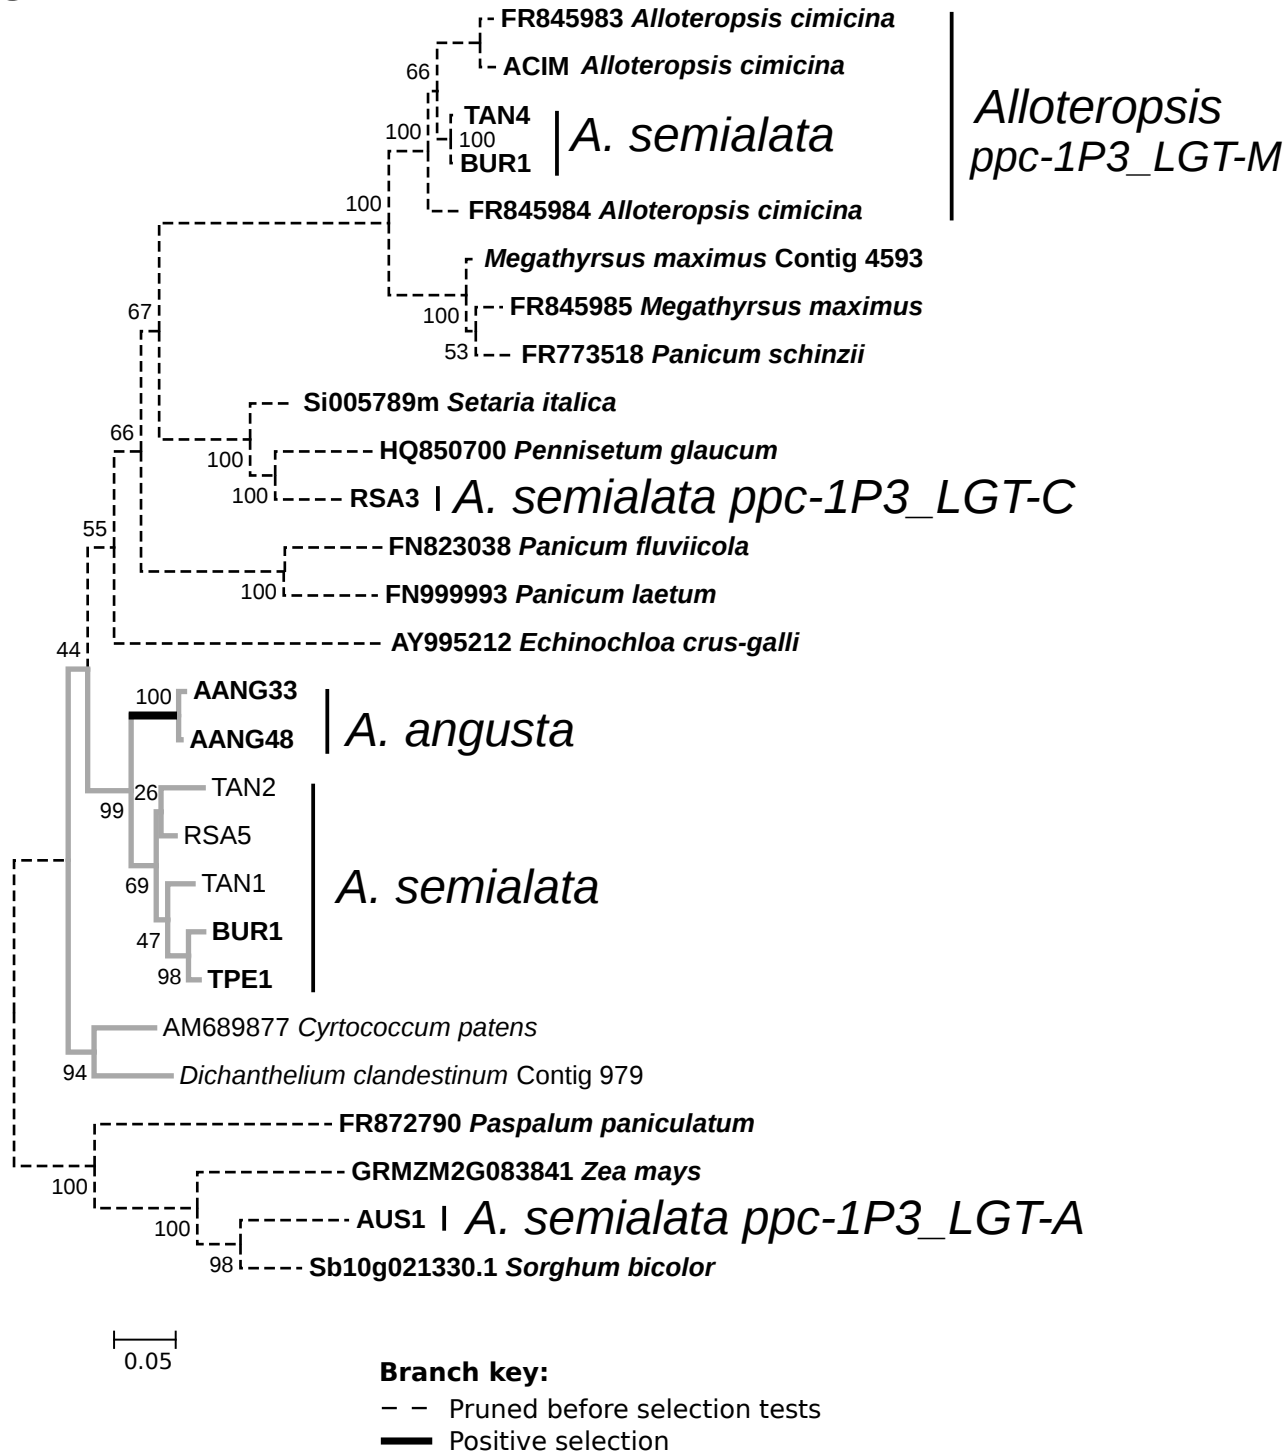 FR845983 Alloteropsis cimicina
ACIM Alloteropsis cimicina
66
TAN4
100
BUR1
A. semialata
Alloteropsis
ppc-1P3_LGT-M
100
100
FR845984 Alloteropsis cimicina
Megathyrsus maximus Contig 4593
67
FR845985 Megathyrsus maximus
100
53
FR773518 Panicum schinzii
Si005789m Setaria italica
66
100
HQ850700 Pennisetum glaucum
100
RSA3
A. semialata ppc-1P3_LGT-C
55
FN823038 Panicum fluviicola
100
FN999993 Panicum laetum
AY995212 Echinochloa crus-galli
44
100
AANG33
AANG48
A. angusta
26
TAN2
99
RSA5
69
TAN1
A. semialata
47
BUR1
98
TPE1
AM689877 Cyrtococcum patens
94
Dichanthelium clandestinum Contig 979
FR872790 Paspalum paniculatum
100
GRMZM2G083841 Zea mays
100
AUS1
A. semialata ppc-1P3_LGT-A
98
Sb10g021330.1 Sorghum bicolor
0.05
Branch key:
Pruned before selection tests
Positive selection